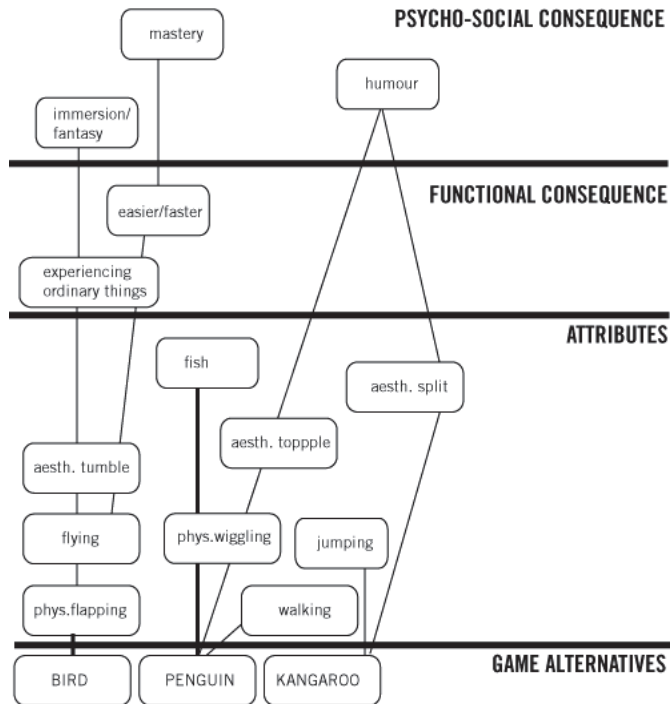 PSYCHO-SOCIAL CONSEQUENCE
mastery
humour
immersion/
fantasy
FUNCTIONAL CONSEQUENCE
easier/faster
experiencing
ordinary things
ATTRIBUTES
fish
aesth. split
aesth. toppple
aesth. tumble
flying
phys.wiggling
jumping
phys.flapping
walking
GAME ALTERNATIVES
BIRD
PENGUIN
KANGAROO